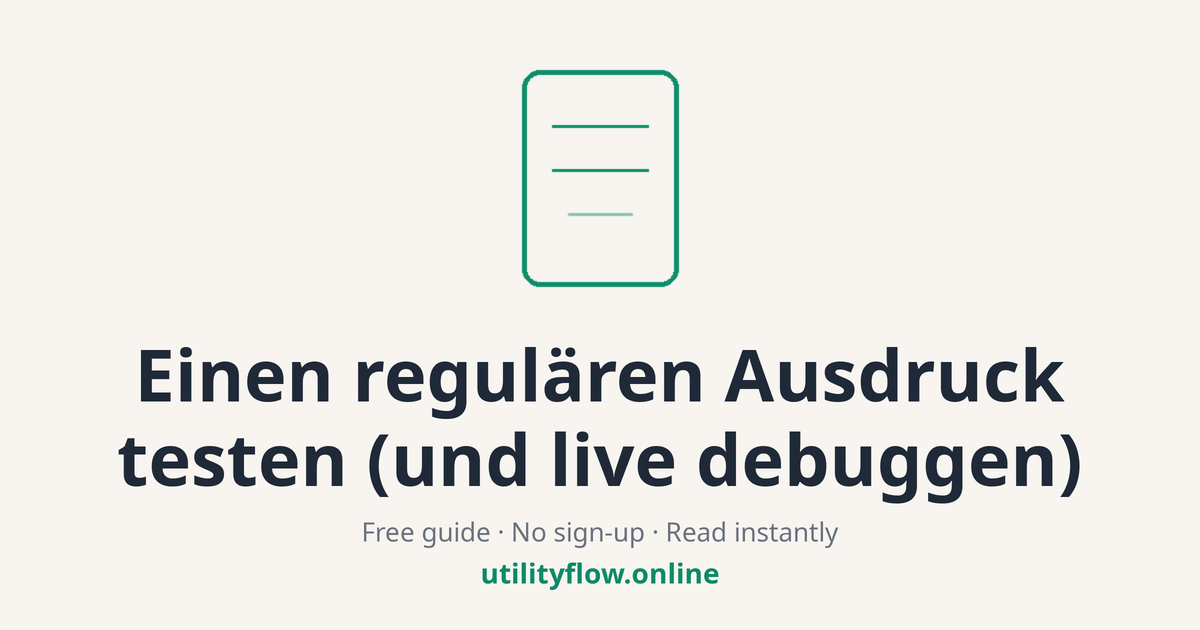 Einen regulären Ausdruck
testen (und live debuggen)
Free guide · No sign-up · Read instantly
utilityflow.online